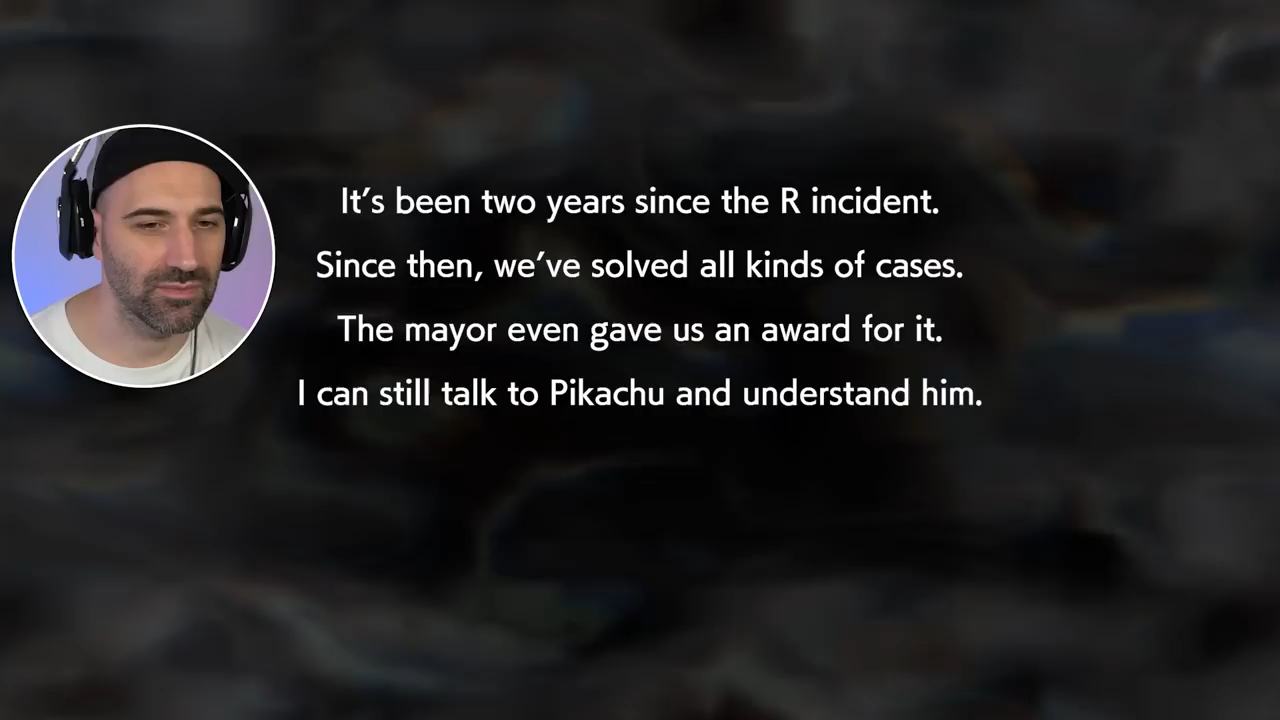 It's been two years since the R incident.
Since then, we've solved all kinds of cases.
The mayor even gave us an award for it.
I can still talk to Pikachu and understand him.